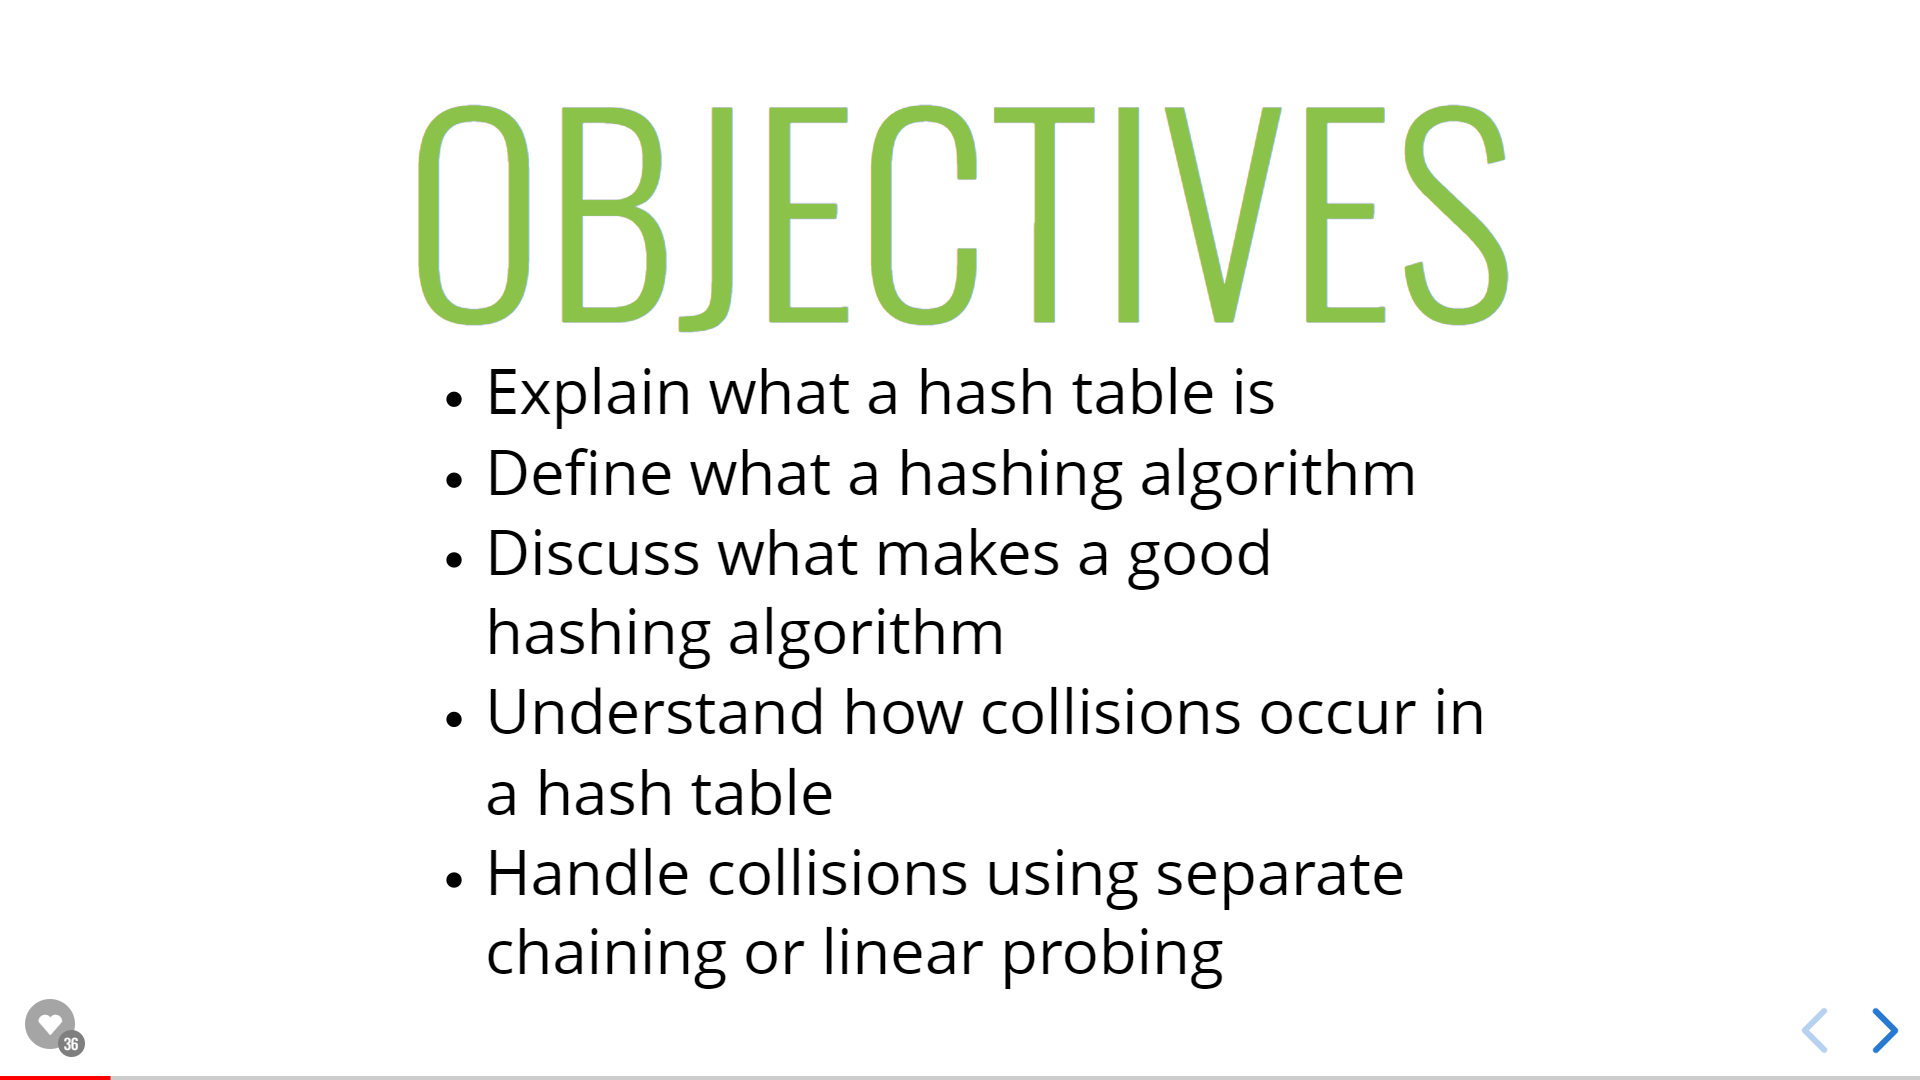 OBJECTIVES
• Explain what a hash table is
• Define what a hashing algorithm
• Discuss what makes a good
hashing algorithm
• Understand how collisions occur in
a hash table
• Handle collisions using separate
chaining or linear probing
36